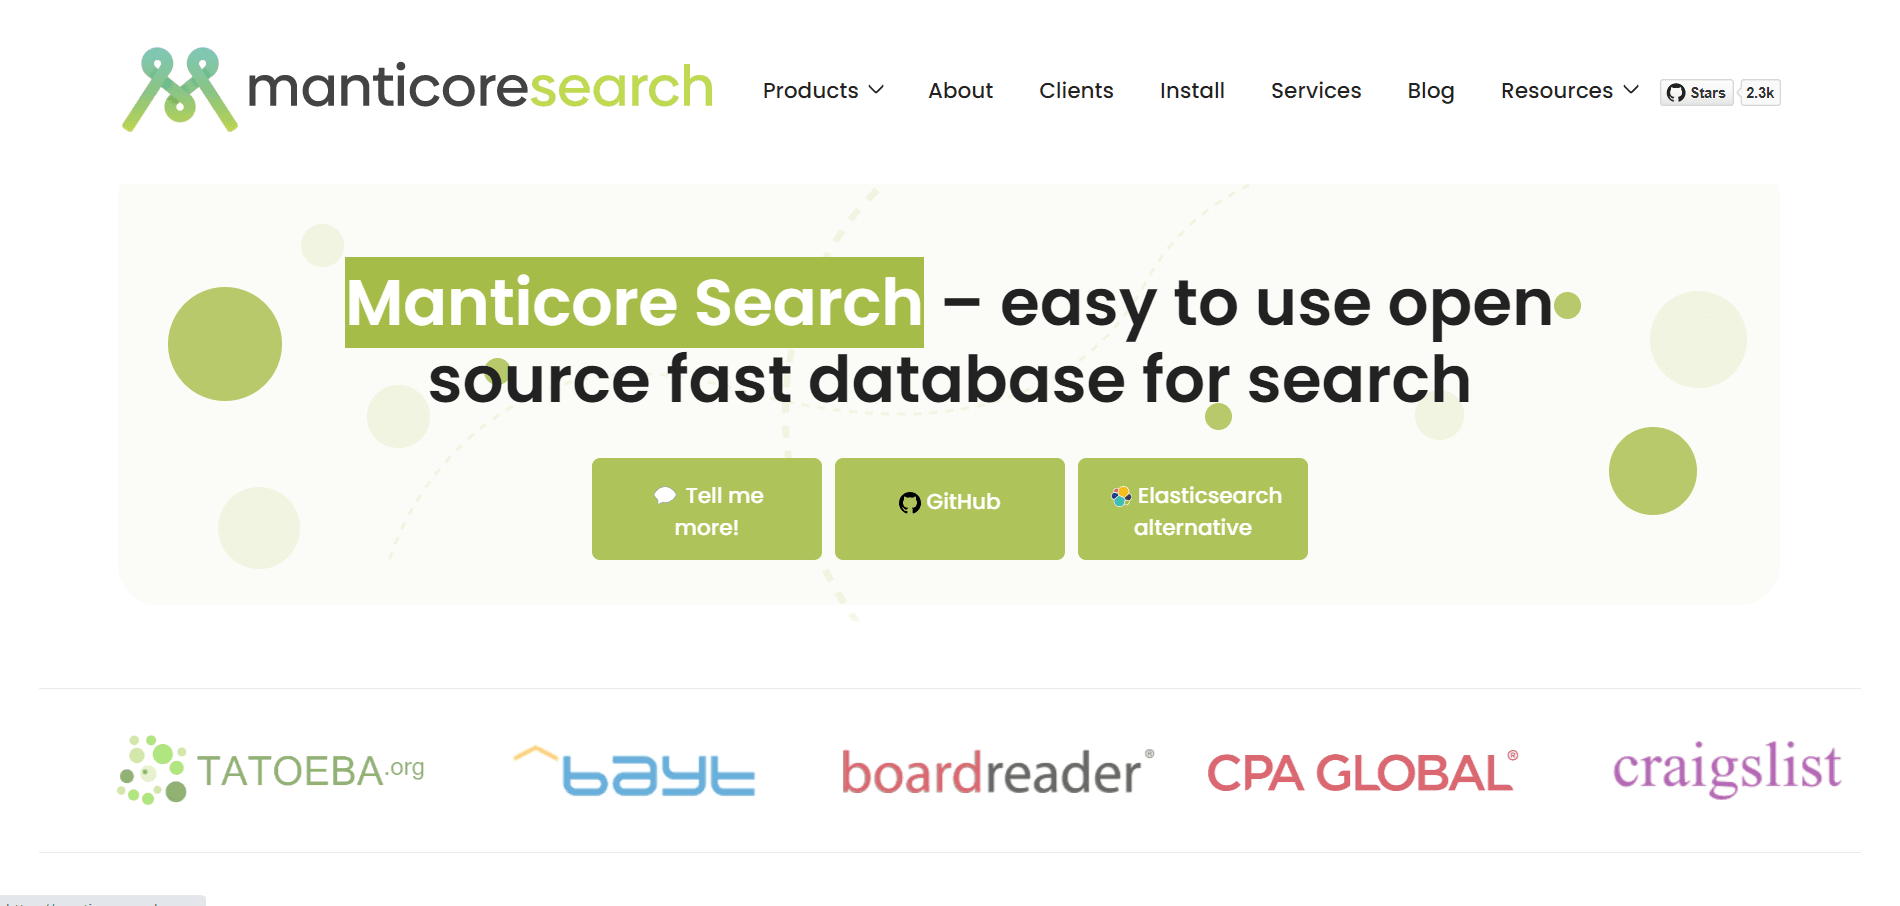 manticoresearch
Products About Clients Install Services Blog Resources Stars 2.3k
Manticore Search – easy to use open
source fast database for search
Tell me
more!
GitHub
Elasticsearch
alternative
TATOEBA.org bayt boardreader® CPA GLOBAL® craigslist